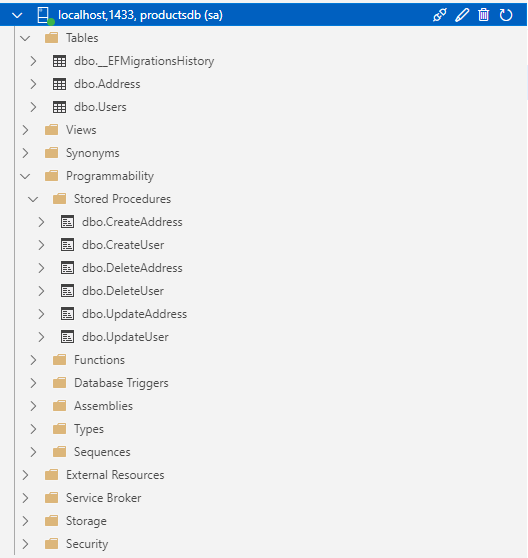 localhost,1433, productsdb (sa)
Tables
dbo.__EFMigrationsHistory
dbo.Address
dbo.Users
Views
Synonyms
Programmability
Stored Procedures
dbo.CreateAddress
dbo.CreateUser
dbo.DeleteAddress
dbo.DeleteUser
dbo.UpdateAddress
dbo.UpdateUser
Functions
Database Triggers
Assemblies
Types
Sequences
External Resources
Service Broker
Storage
Security